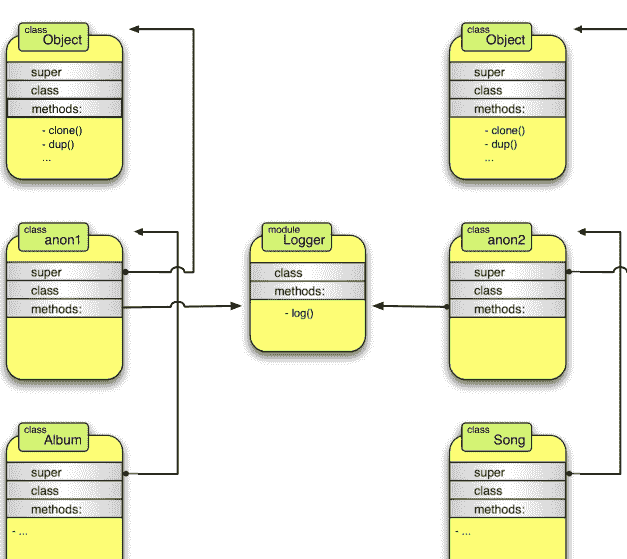 class
Object
super
class
methods:
- clone()
- dup()
...
class
Object
super
class
methods:
- clone()
- dup()
...
class
anon1
super
class
methods:
module
Logger
class
methods:
- log()
class
anon2
super
class
methods:
class
Album
super
class
methods:
- ...
class
Song
super
class
methods:
- ...